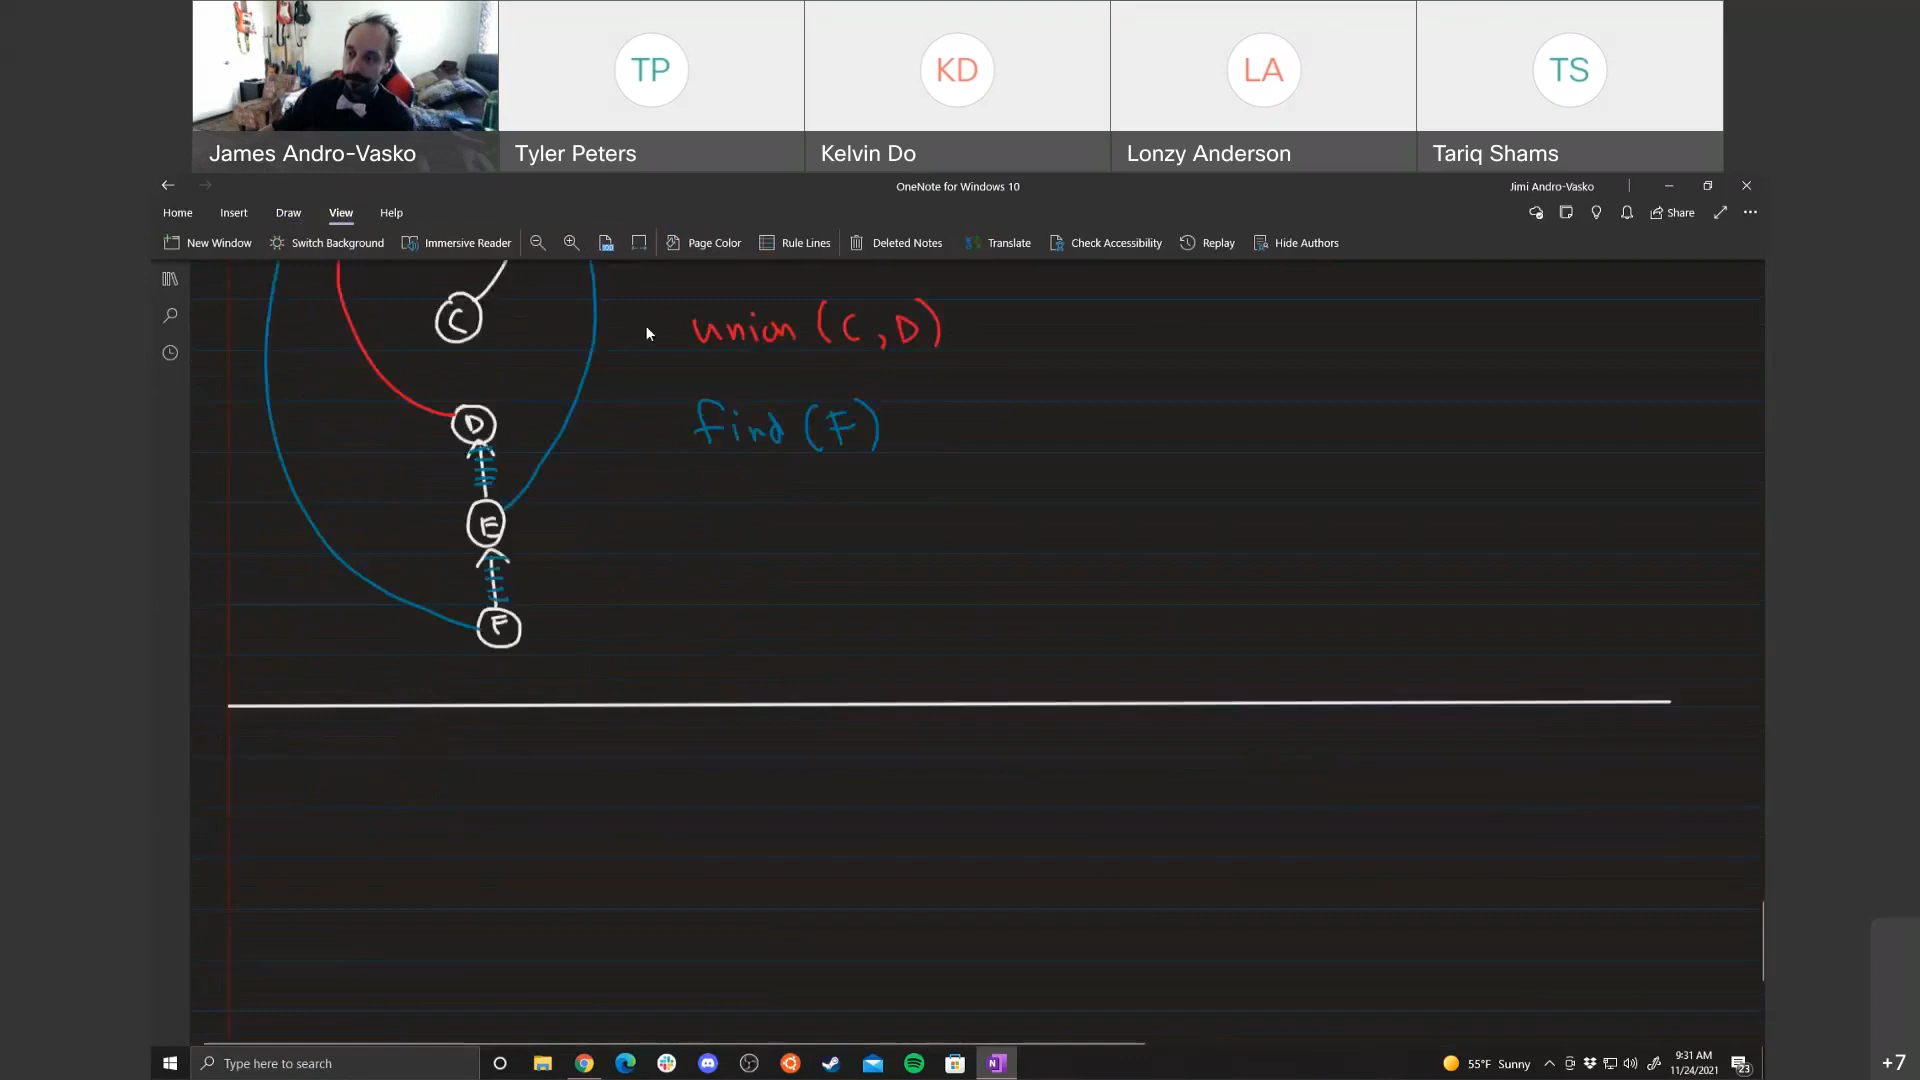 TP
KD
LA
TS
James Andro-Vasko
Tyler Peters
Kelvin Do
Lonzy Anderson
Tariq Shams
OneNote for Windows 10
Jimi Andro-Vasko
Home Insert Draw View Help
Share
New Window Switch Background Immersive Reader 100 Page Color Rule Lines Deleted Notes Translate Check Accessibility Replay Hide Authors
C
union (C, D)
D
find (F)
E
F
Type here to search
55°F Sunny
9:31 AM
11/24/2021
23
+7